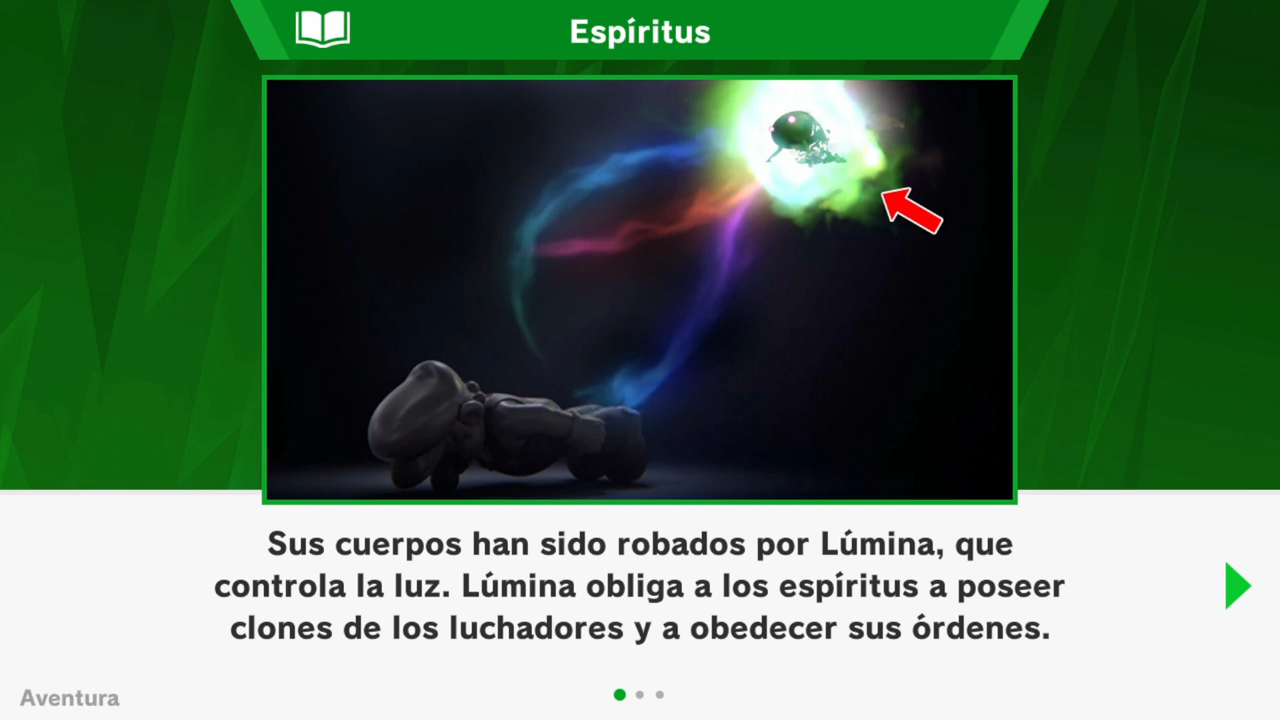 Espíritus
Sus cuerpos han sido robados por Lúmina, que
controla la luz. Lúmina obliga a los espíritus a poseer
clones de los luchadores y a obedecer sus órdenes.
Aventura